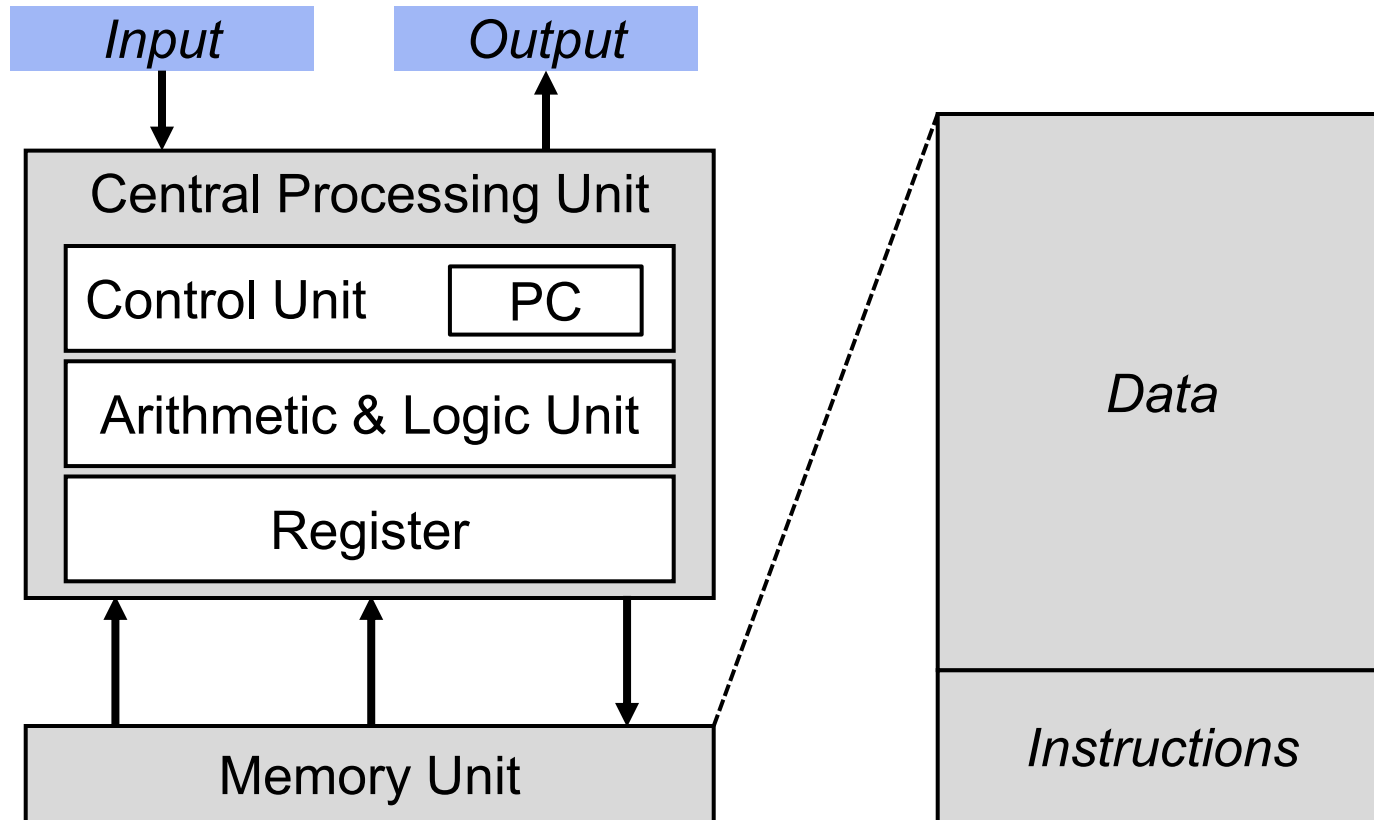 Input
Output
Central Processing Unit
Control Unit
PC
Arithmetic & Logic Unit
Register
Memory Unit
Data
Instructions